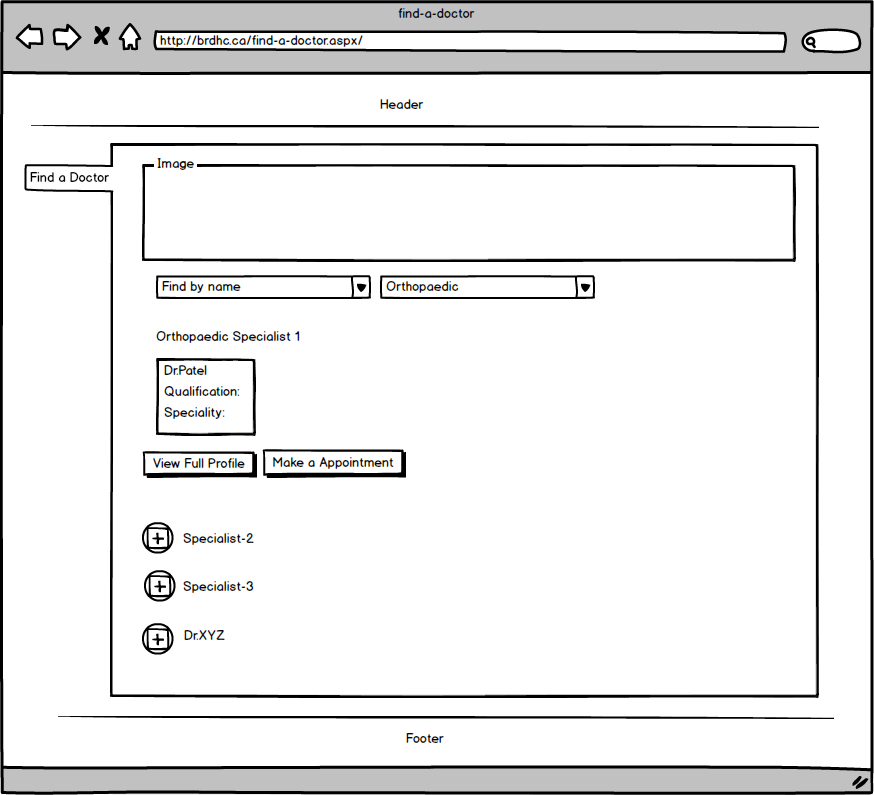 find-a-doctor
http://brdhc.ca/find-a-doctor.aspx/
Header
Image
Find a Doctor
Find by name
Orthopaedic
Orthopaedic Specialist 1
Dr.Patel
Qualification:
Speciality:
View Full Profile
Make a Appointment
Specialist-2
Specialist-3
Dr.XYZ
Footer